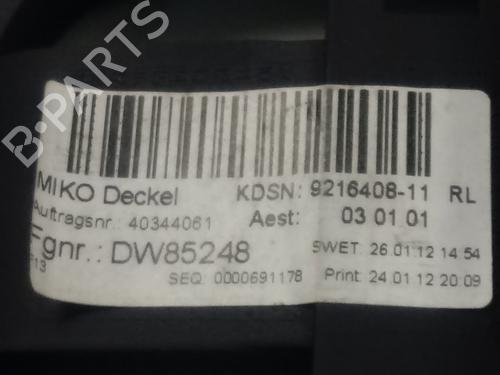 B-PARTS
MIKO Deckel KDSN: 9216408-11 RL
Auftragsnr.: 40344061 Aest: 03 01 01
Fgnr.: DW85248 SWET: 26.01.12 14 54
F13 SEQ: 0000691178 Print: 24 01 12 20:09